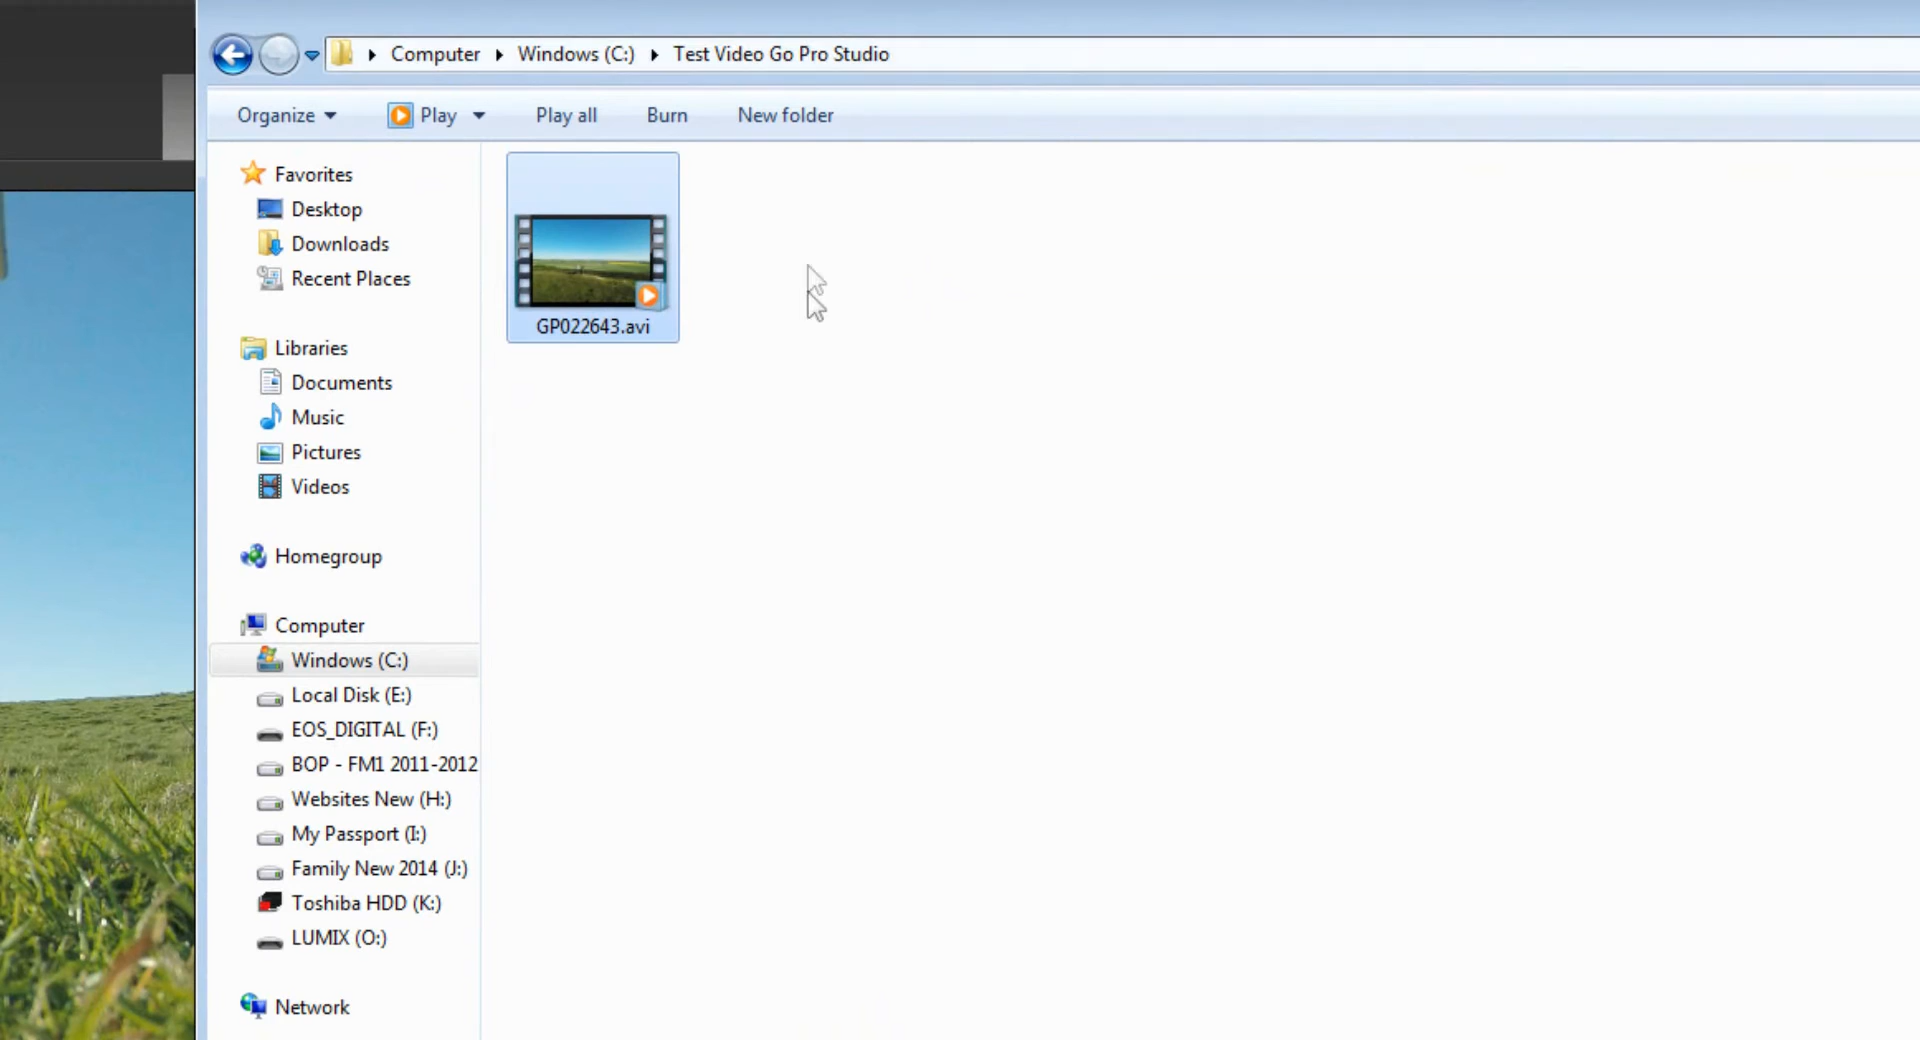 Computer Windows (C:) Test Video Go Pro Studio
Organize Play Play all Burn New folder
Favorites
Desktop
Downloads
Recent Places
Libraries
Documents
Music
Pictures
Videos
Homegroup
Computer
Windows (C:)
Local Disk (E:)
EOS_DIGITAL (F:)
BOP - FM1 2011-2012
Websites New (H:)
My Passport (I:)
Family New 2014 (J:)
Toshiba HDD (K:)
LUMIX (O:)
Network
GP022643.avi